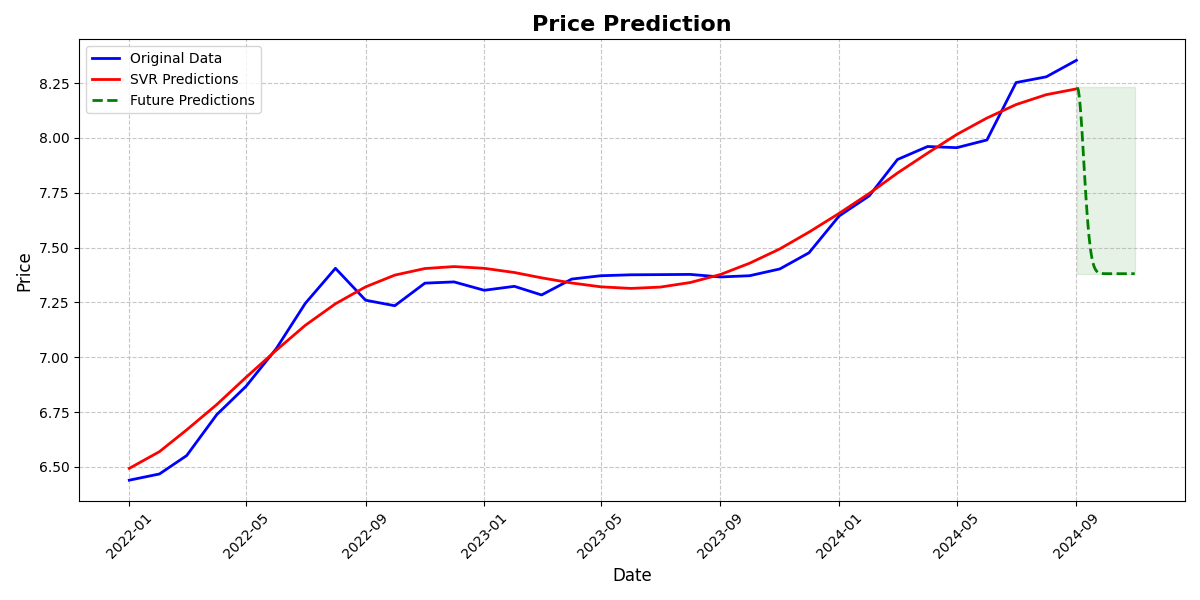 Price Prediction
Original Data
SVR Predictions
Future Predictions
Price
8.25
8.00
7.75
7.50
7.25
7.00
6.75
6.50
2022-01
2022-05
2022-09
2023-01
2023-05
2023-09
2024-01
2024-05
2024-09
Date